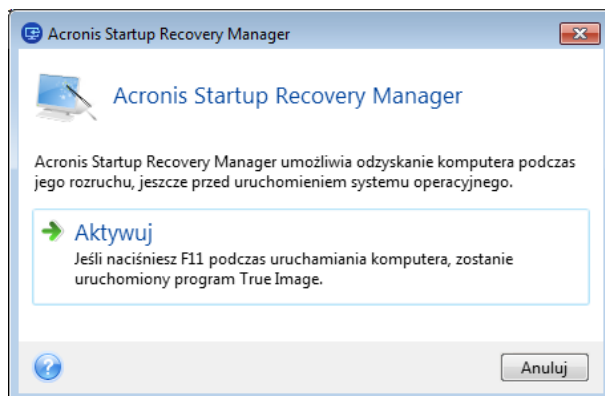 Acronis Startup Recovery Manager
Acronis Startup Recovery Manager
Acronis Startup Recovery Manager umożliwia odzyskanie komputera podczas
jego rozruchu, jeszcze przed uruchomieniem systemu operacyjnego.
Aktywuj
Jeśli naciśniesz F11 podczas uruchamiania komputera, zostanie
uruchomiony program True Image.
Anuluj